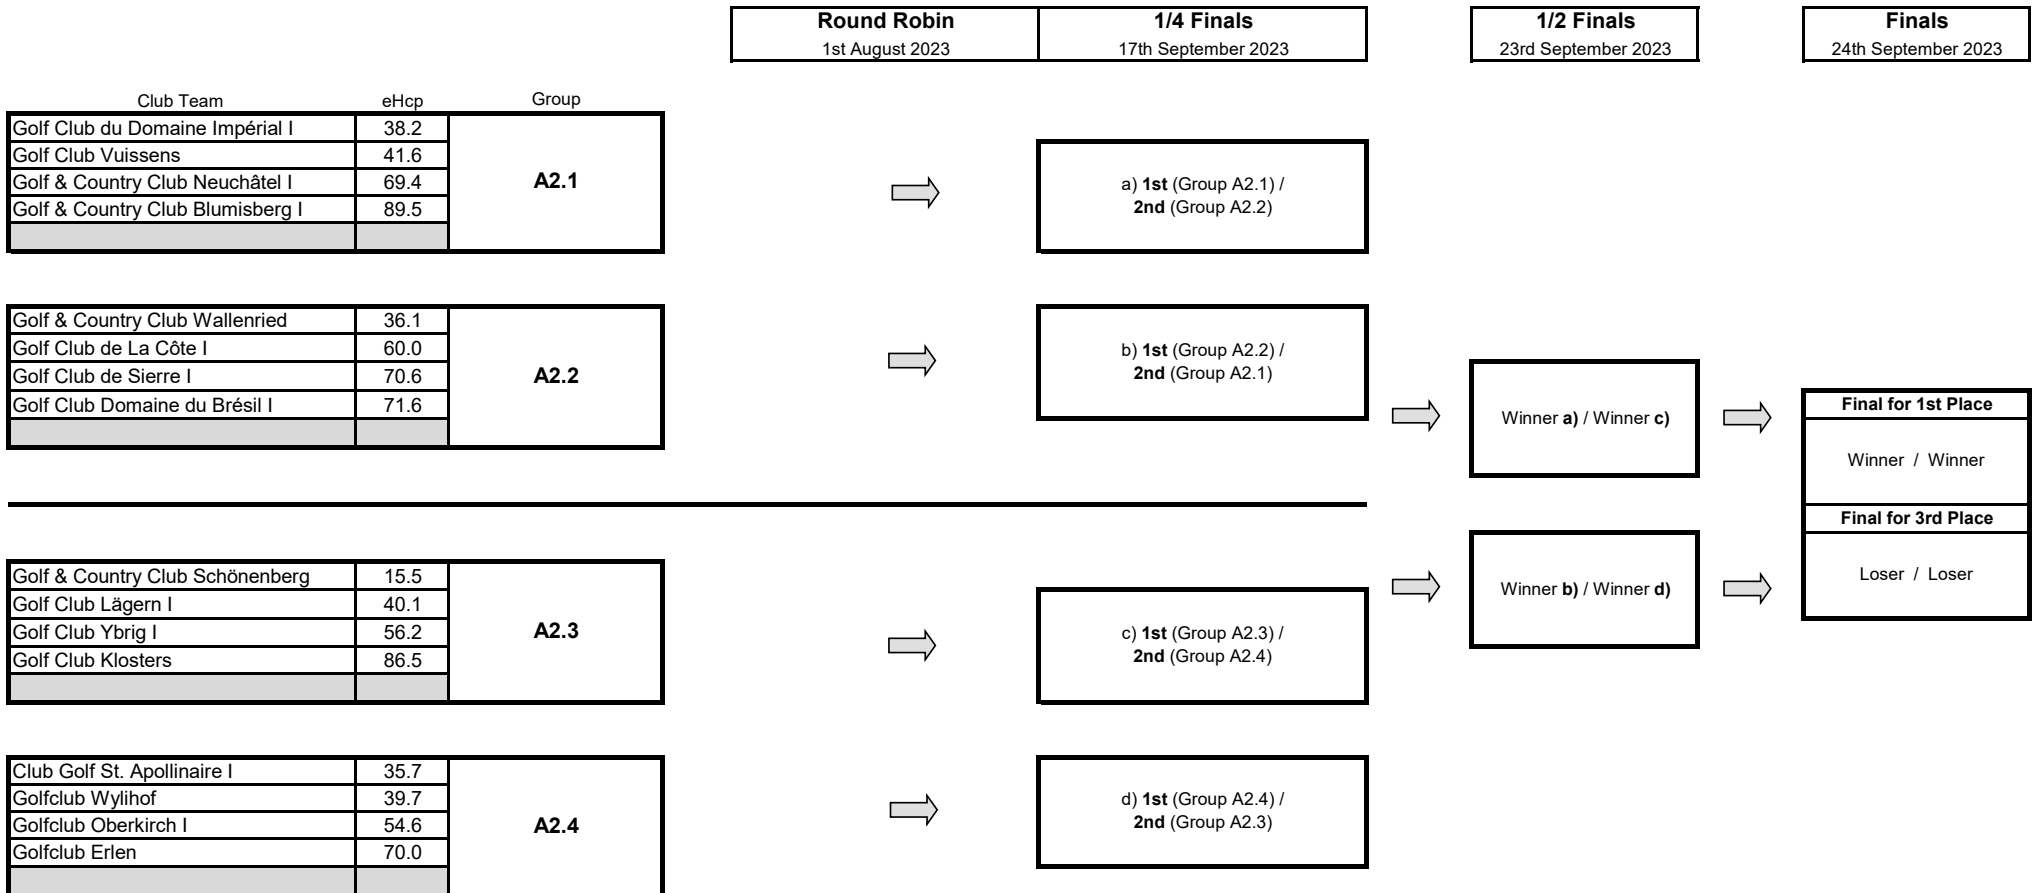 Round Robin
1st August 2023
1/4 Finals
17th September 2023
1/2 Finals
23rd September 2023
Finals
24th September 2023
Club Team eHcp Group
Golf Club du Domaine Impérial I 38.2
Golf Club Vuissens 41.6
Golf & Country Club Neuchâtel I 69.4
Golf & Country Club Blumisberg I 89.5
A2.1
a) 1st (Group A2.1) /
2nd (Group A2.2)
Golf & Country Club Wallenried 36.1
Golf Club de La Côte I 60.0
Golf Club de Sierre I 70.6
Golf Club Domaine du Brésil I 71.6
A2.2
b) 1st (Group A2.2) /
2nd (Group A2.1)
Winner a) / Winner c)
Final for 1st Place
Winner / Winner
Final for 3rd Place
Loser / Loser
Winner b) / Winner d)
Golf & Country Club Schönenberg 15.5
Golf Club Lägern I 40.1
Golf Club Ybrig I 56.2
Golf Club Klosters 86.5
A2.3
c) 1st (Group A2.3) /
2nd (Group A2.4)
Club Golf St. Apollinaire I 35.7
Golfclub Wylihof 39.7
Golfclub Oberkirch I 54.6
Golfclub Erlen 70.0
A2.4
d) 1st (Group A2.4) /
2nd (Group A2.3)